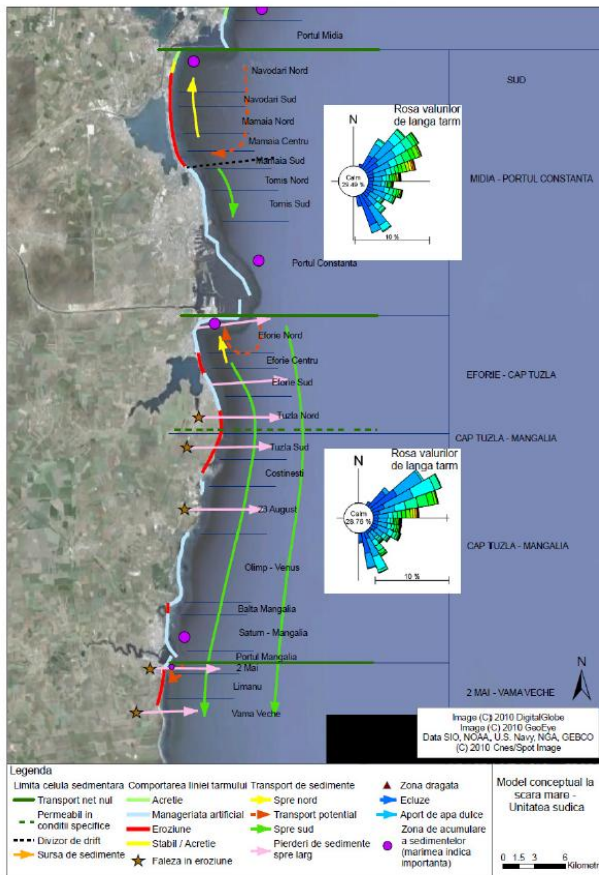 Portul Midia
Navodari Nord
SUD
Navodari Sud
Mamaia Nord
Mamaia Centru
Mamaia Sud
Tomis Nord
Tomis Sud
Rosa valurilor
de langa tarm
N
Calm
10 %
MIDIA - PORTUL CONSTANTA
Portul Constanta
Eforie Nord
Eforie Centru
Eforie Sud
EFORIE - CAP TUZLA
Tuzla Nord
CAP TUZLA - MANGALIA
Tuzla Sud
Costinesti
Rosa valurilor
de langa tarm
N
Calm
28.76 %
10 %
23 August
CAP TUZLA - MANGALIA
Olimp - Venus
Balta Mangalia
Saturn - Mangalia
Portul Mangalia
2 Mai
Limanu
2 MAI - VAMA VECHE
Vama Veche
N
Image (C) 2010 DigitalGlobe
Image (C) 2010 GeoEye
Data SIO, NOAA, U.S. Navy, NGA, GEBCO
(C) 2010 Cnes/Spot Image
Legenda
Limita celula sedimentara
Transport net nul
Permeabil in
conditii specifice
Divizor de drift
Sursa de sedimente
Comportarea liniei tarmului
Acretie
Manageriata artificial
Eroziune
Stabil / Acretie
Faleza in eroziune
Transport de sedimente
Spre nord
Transport potential
Spre sud
Pierderi de sedimente
spre larg
Zona dragata
Ecluze
Aport de apa dulce
Zona de acumulare
a sedimentelor
(marimea indica
importanta)
Model conceptual la
scara mare -
Unitatea sudica
0 1.5 3 6
Kilometri